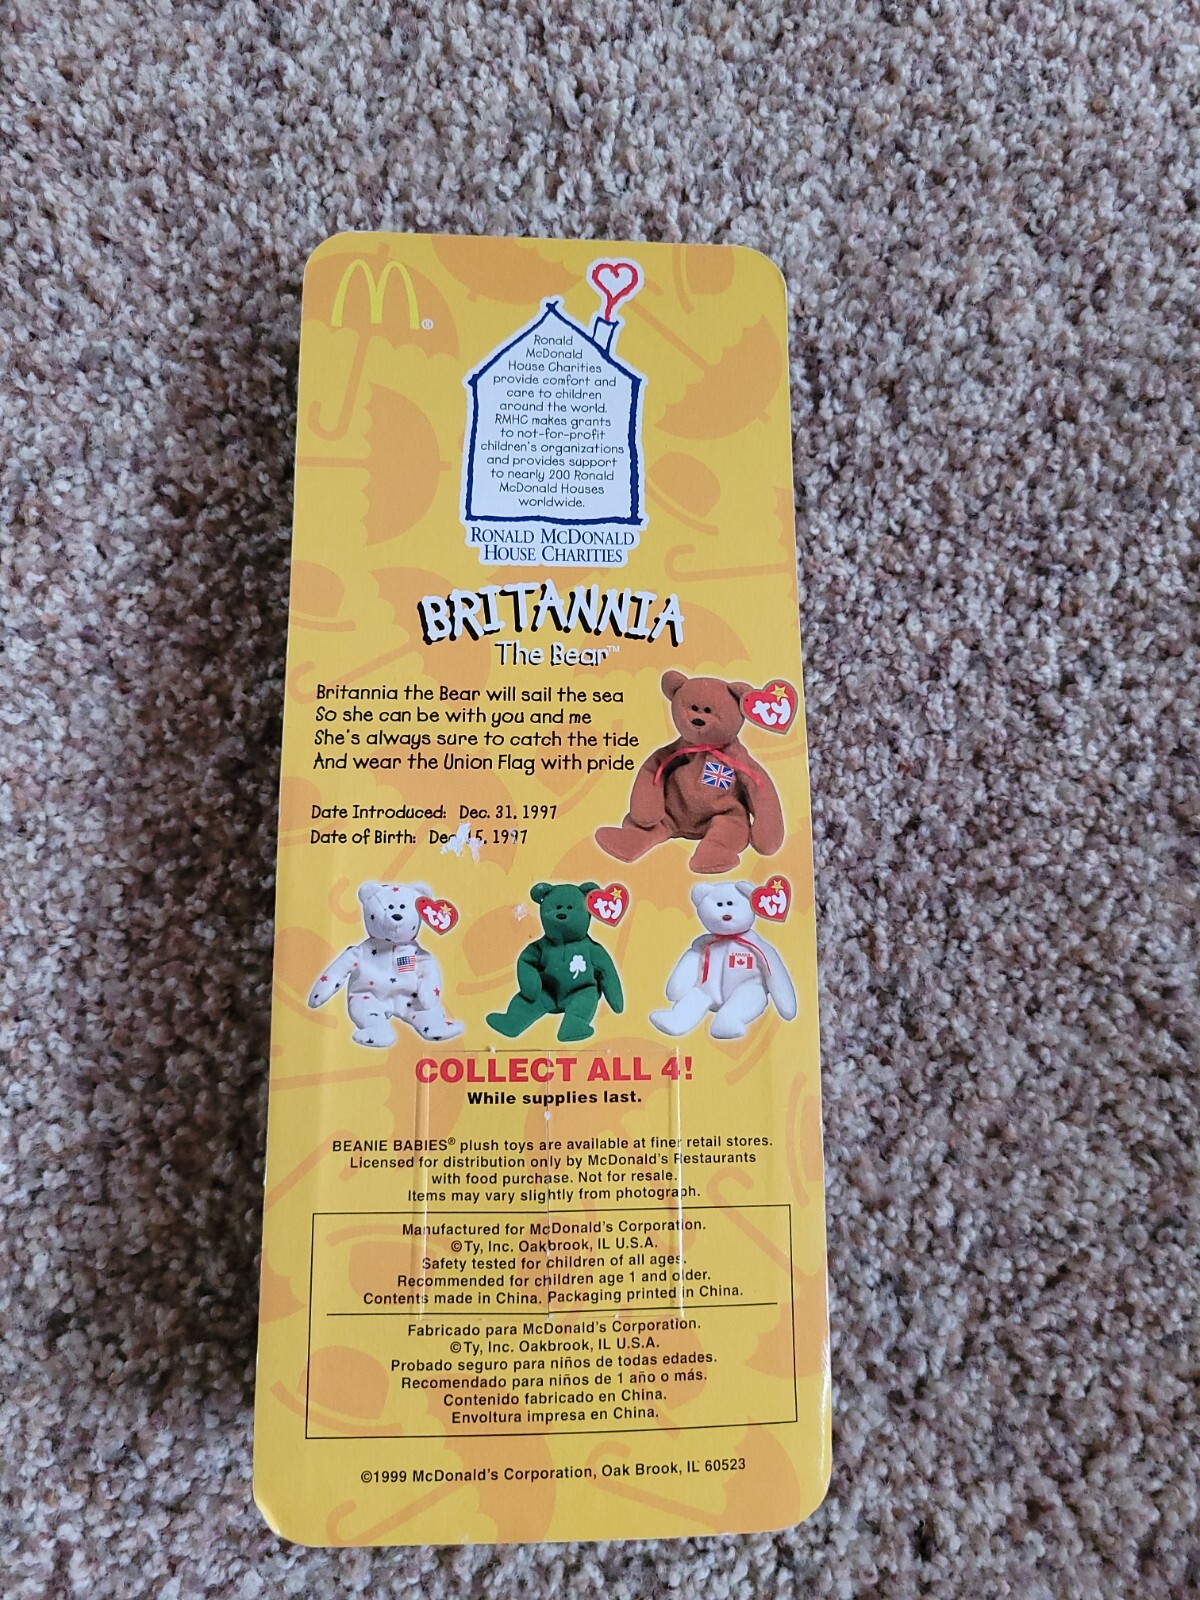 Ronald
McDonald
House Charities
provide comfort and
care to children
around the world.
RMHC makes grants
to not-for-profit
children's organizations
and provides support
to nearly 200 Ronald
McDonald Houses
worldwide.
RONALD MCDONALD
HOUSE CHARITIES
BRITANNIA
The Bear™
Britannia the Bear will sail the sea
So she can be with you and me
She's always sure to catch the tide
And wear the Union Flag with pride
ty
Date Introduced: Dec. 31, 1997
Date of Birth: 1997
ty
ty
ty
CANADA
COLLECT ALL 4!
While supplies last.
BEANIE BABIES® plush toys are available at finer retail stores.
Licensed for distribution only by McDonald's Restaurants
with food purchase. Not for resale.
Items may vary slightly from photograph.
Manufactured for McDonald's Corporation.
©Ty, Inc. Oakbrook, IL U.S.A.
Safety tested for children of all ages.
Recommended for children age 1 and older.
Contents made in China. Packaging printed in China.
Fabricado para McDonald's Corporation.
©Ty, Inc. Oakbrook, IL U.S.A.
Probado seguro para niños de todas edades.
Recomendado para niños de 1 año o más.
Contenido fabricado en China.
Envoltura impresa en China.
©1999 McDonald's Corporation, Oak Brook, IL 60523